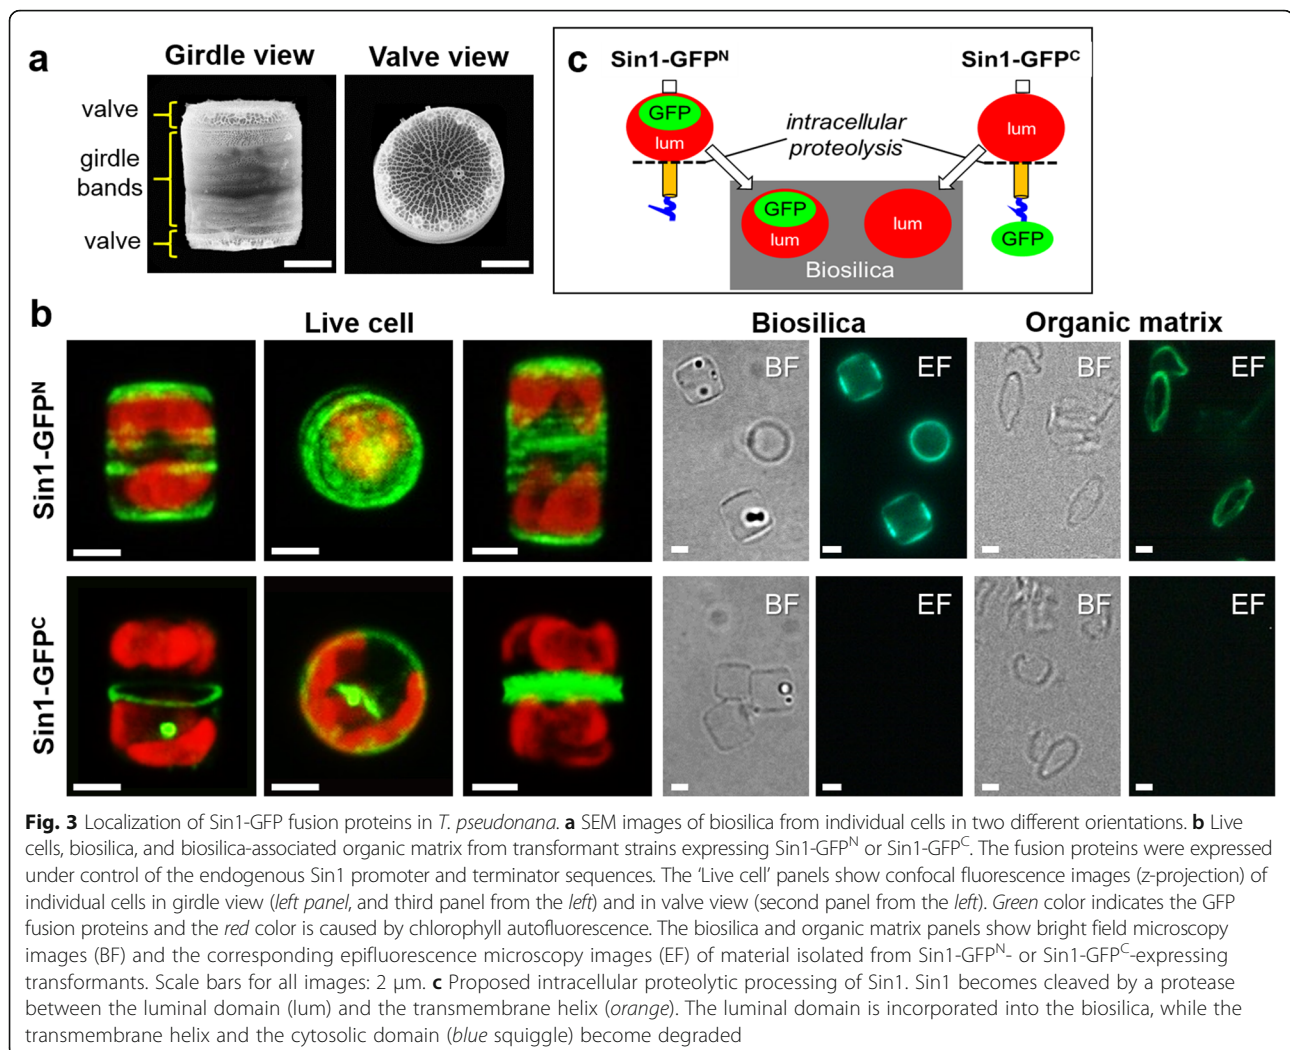 a
Girdle view
Valve view
valve
girdle
bands
valve
c
Sin1-GFPᴺ
Sin1-GFPᶜ
GFP
lum
intracellular
proteolysis
lum
GFP
lum
lum
GFP
Biosilica
b
Live cell
Biosilica
Organic matrix
Sin1-GFPᴺ
BF
EF
BF
EF
Sin1-GFPᶜ
BF
EF
BF
EF
Fig. 3 Localization of Sin1-GFP fusion proteins in T. pseudonana. a SEM images of biosilica from individual cells in two different orientations. b Live
cells, biosilica, and biosilica-associated organic matrix from transformant strains expressing Sin1-GFPᴺ or Sin1-GFPᶜ. The fusion proteins were expressed
under control of the endogenous Sin1 promoter and terminator sequences. The ‘Live cell’ panels show confocal fluorescence images (z-projection) of
individual cells in girdle view (left panel, and third panel from the left) and in valve view (second panel from the left). Green color indicates the GFP
fusion proteins and the red color is caused by chlorophyll autofluorescence. The biosilica and organic matrix panels show bright field microscopy
images (BF) and the corresponding epifluorescence microscopy images (EF) of material isolated from Sin1-GFPᴺ- or Sin1-GFPᶜ-expressing
transformants. Scale bars for all images: 2 μm. c Proposed intracellular proteolytic processing of Sin1. Sin1 becomes cleaved by a protease
between the luminal domain (lum) and the transmembrane helix (orange). The luminal domain is incorporated into the biosilica, while the
transmembrane helix and the cytosolic domain (blue squiggle) become degraded